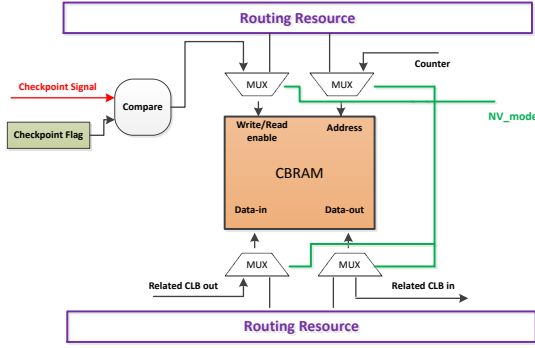 Routing Resource
Counter
Checkpoint Signal
MUX
MUX
Compare
NV_mode
Checkpoint Flag
Write/Read
enable
Address
CBRAM
Data-in
Data-out
MUX
MUX
Related CLB out
Related CLB in
Routing Resource